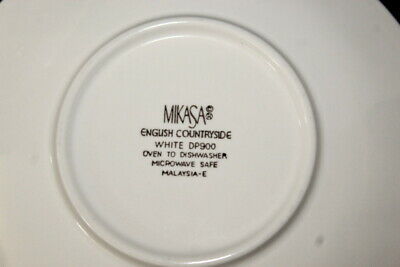 MIKASA®
ENGLISH COUNTRYSIDE
WHITE DP900
OVEN TO DISHWASHER
MICROWAVE SAFE
MALAYSIA-E